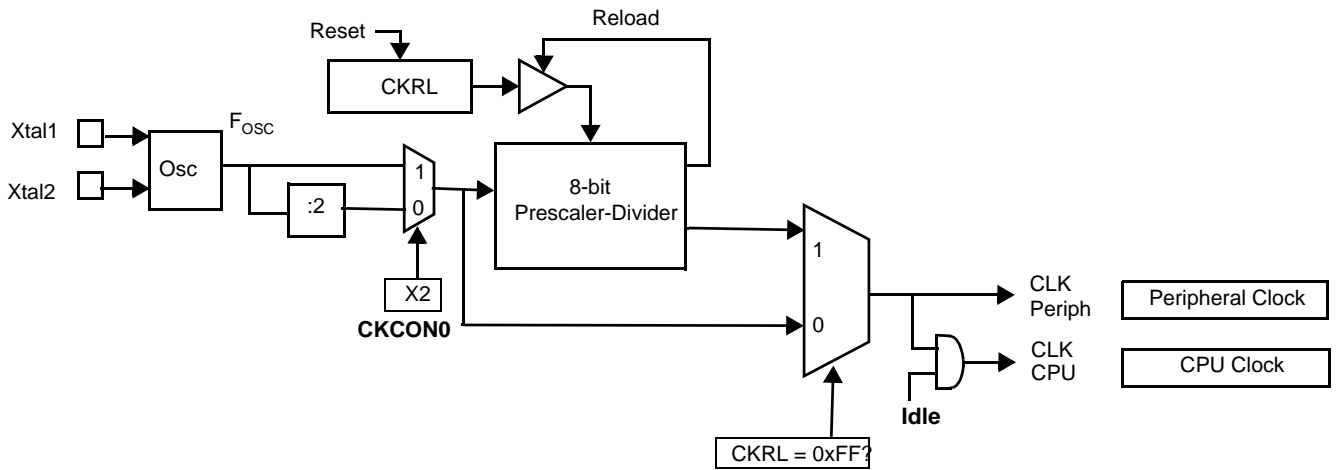 Reload
Reset
CKRL
Xtal1
Xtal2
Osc
FOSC
:2
1
0
X2
CKCON0
8-bit
Prescaler-Divider
1
0
CKRL = 0xFF?
CLK
Periph
Peripheral Clock
CLK
CPU
CPU Clock
Idle